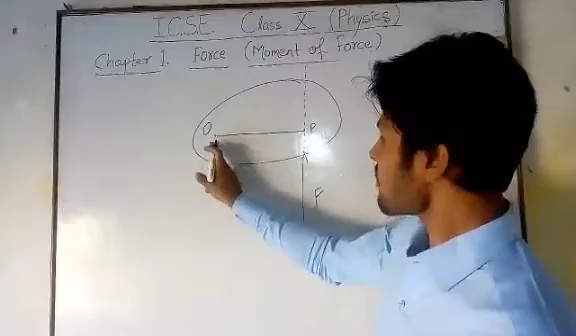 I.C.S.E. Class X (Physics)
Chapter 1. Force (Moment of Force)
O P
F